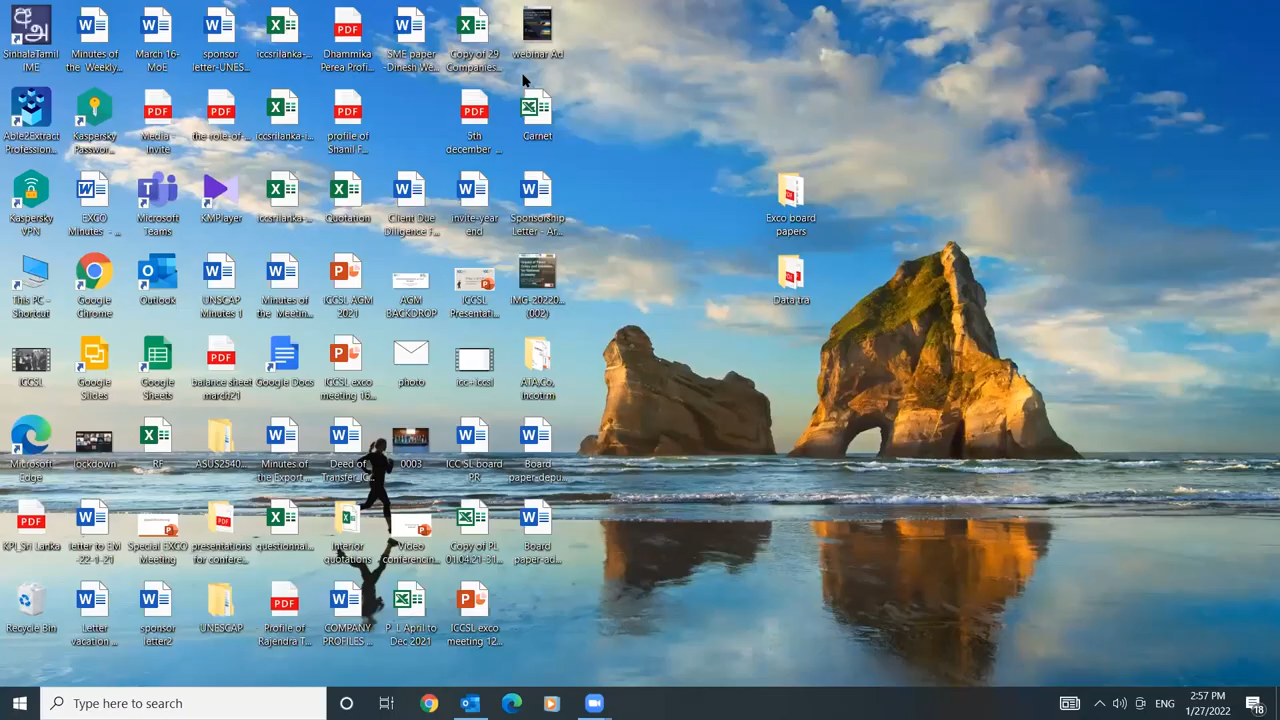 SinnalaTamil
IME
Minutes of
the Weekly...
March 16-
MoE
sponsor
letter-UNES...
iccsrilanka-...
Dhammika
Perea Profi...
SME paper
-Dinesh We...
Copy of 29
Companies...
webinar Ad
Able2Extract
Profession...
Kaspersky
Passwor...
Media -
Invite
the-role-of-...
iccsrilanka-i...
profile of
Shanil F...
5th
december ...
Carnet
Kaspersky
VPN
EXCO
Minutes - ...
Microsoft
Teams
KMPlayer
iccsrilanka-...
Quotation
Client Due
Diligence F...
invite-year
end
Sponsorship
Letter - Ar...
Exco board
papers
This PC -
Shortcut
Google
Chrome
Outlook
UNSCAP
Minutes 1
Minutes of
the Meetin...
ICCSL AGM
2021
AGM
BACKDROP
ICCSL
Presentati...
IMG-20220...
(002)
Data tra
ICCSL
Google
Slides
Google
Sheets
balance sheet
march21
Google Docs
ICCSL exco
meeting 16...
photo
icc+iccsl
ATA,Co,
incotrm
Microsoft
Edge
lockdown
RF
ASUS2540...
Minutes of
the Export ...
Deed of
Transfer_IC...
0003
ICC SL board
PR
Board
paper-depu...
KPI_Sri Lanka
letter to EM
-22-1-21
Special EXCO
Meeting
presentations
for confere...
questionnai...
Interior
quotations
Video
conferencin...
Copy of PL
01.04.21-31...
Board
paper-ad...
Recycle Bin
Letter
vacation ...
sponsor
letter2
UNESCAP
Profile of
Rajendra T...
COMPANY
PROFILES ...
P L April to
Dec 2021
ICCSL exco
meeting 12...
Type here to search
ENG
2:57 PM
1/27/2022
18